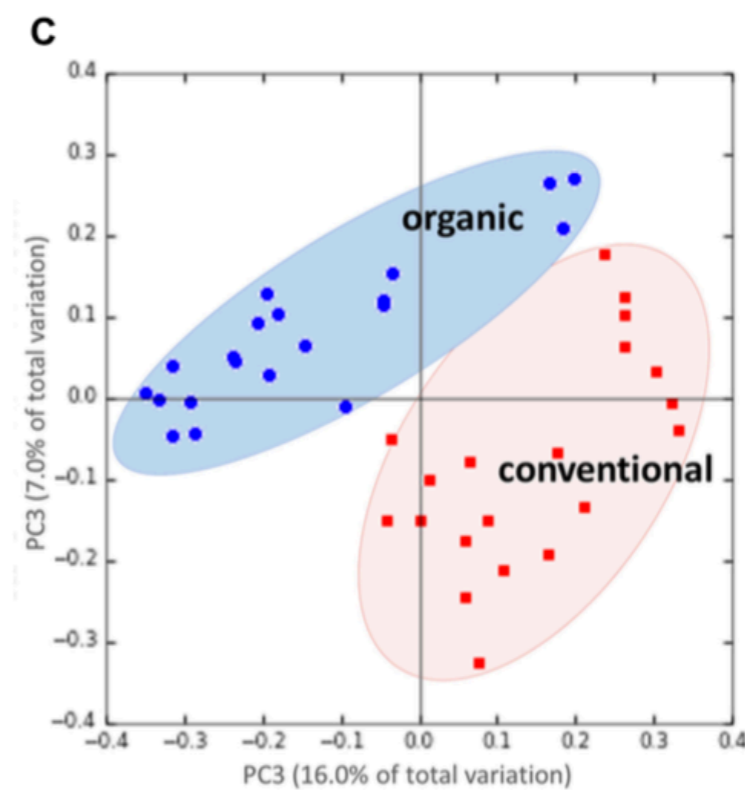 C
0.4
0.3
0.2
0.1
0.0
−0.1
−0.2
−0.3
−0.4
PC3 (7.0% of total variation)
organic
conventional
−0.4 −0.3 −0.2 −0.1 0.0 0.1 0.2 0.3 0.4
PC3 (16.0% of total variation)